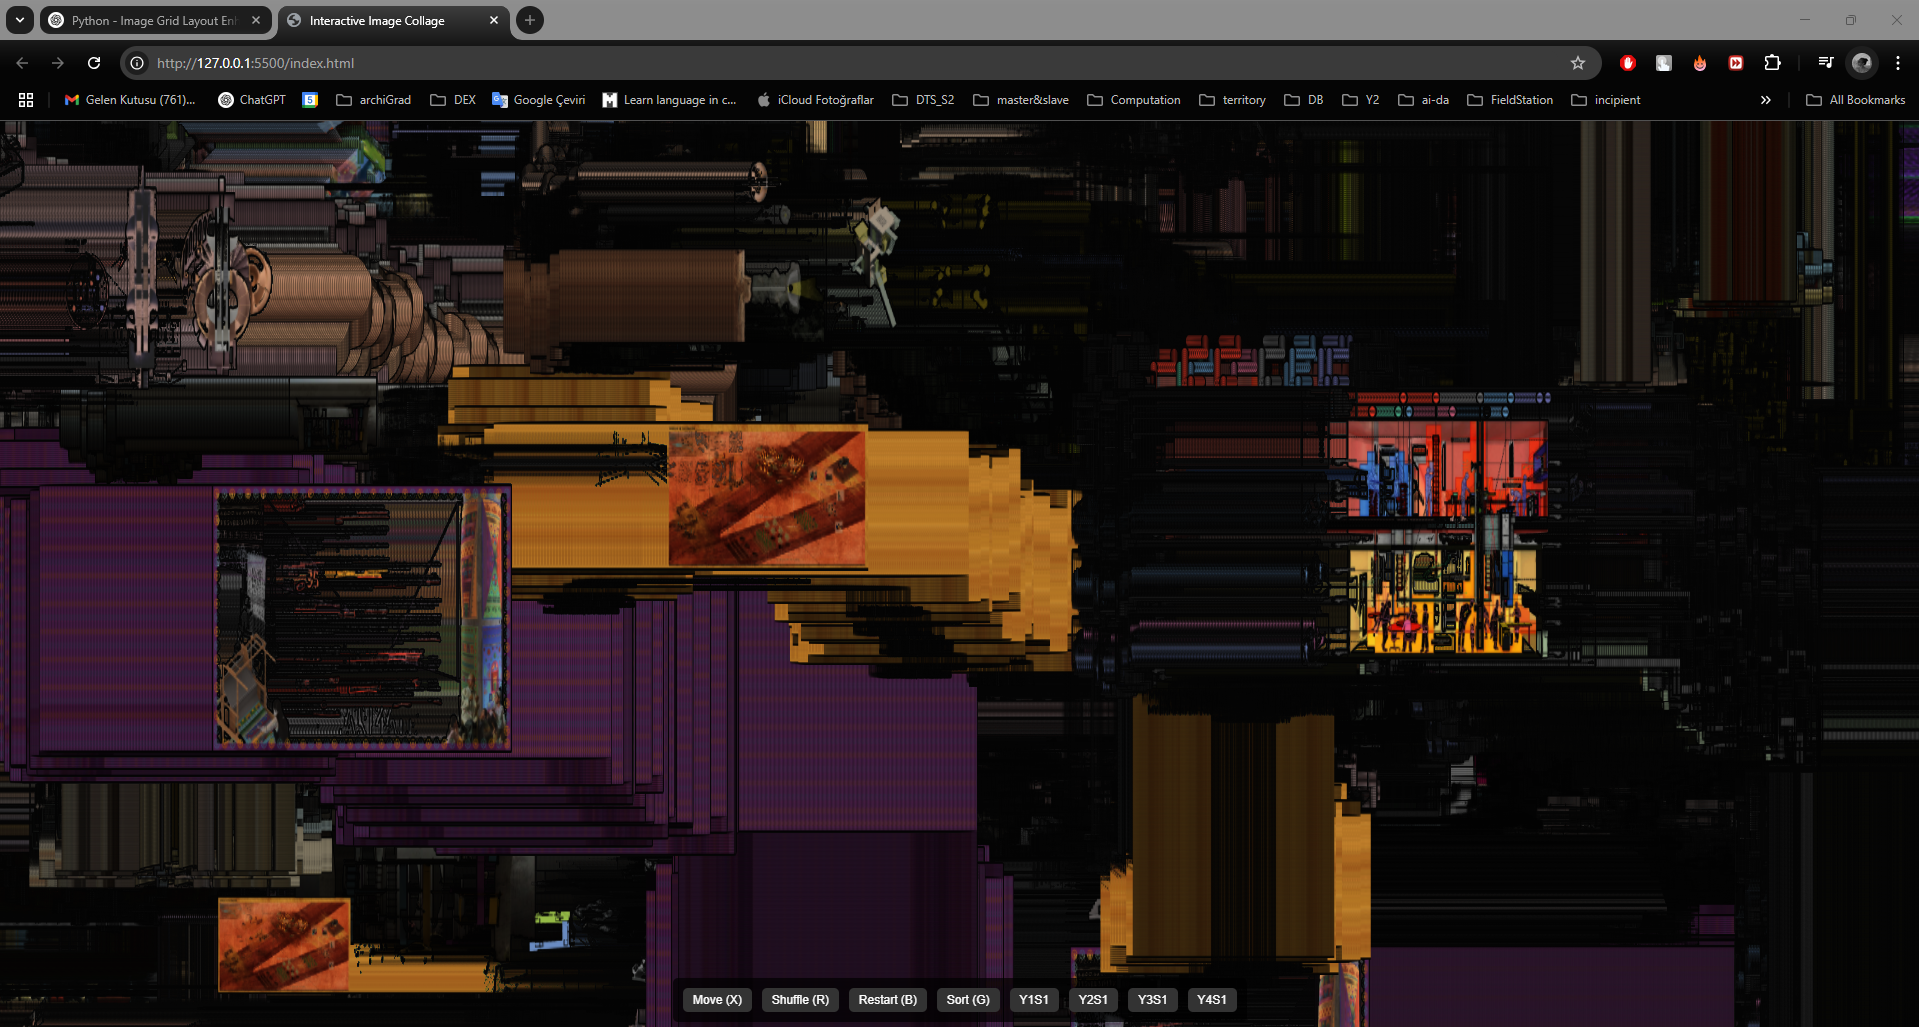 Python - Image Grid Layout Enh
Interactive Image Collage
http://127.0.0.1:5500/index.html
Gelen Kutusu (761)...
ChatGPT
5
archiGrad
DEX
Google Çeviri
Learn language in c...
iCloud Fotoğraflar
DTS_S2
master&slave
Computation
territory
DB
Y2
ai-da
FieldStation
incipient
All Bookmarks
Move (X)
Shuffle (R)
Restart (B)
Sort (G)
Y1S1
Y2S1
Y3S1
Y4S1